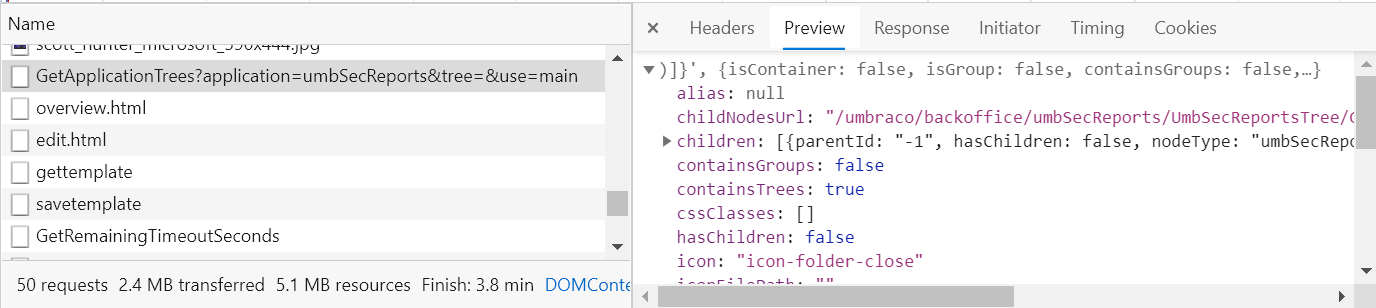 Name
scott_hunter_microsoft_590x444.jpg
GetApplicationTrees?application=umbSecReports&tree=&use=main
overview.html
edit.html
gettemplate
savetemplate
GetRemainingTimeoutSeconds
50 requests 2.4 MB transferred 5.1 MB resources Finish: 3.8 min DOMConte
Headers Preview Response Initiator Timing Cookies
)]}', {isContainer: false, isGroup: false, containsGroups: false,…}
alias: null
childNodesUrl: "/umbraco/backoffice/umbSecReports/UmbSecReportsTree/G
children: [{parentId: "-1", hasChildren: false, nodeType: "umbSecRepo
containsGroups: false
containsTrees: true
cssClasses: []
hasChildren: false
icon: "icon-folder-close"
iconFilePath: ""